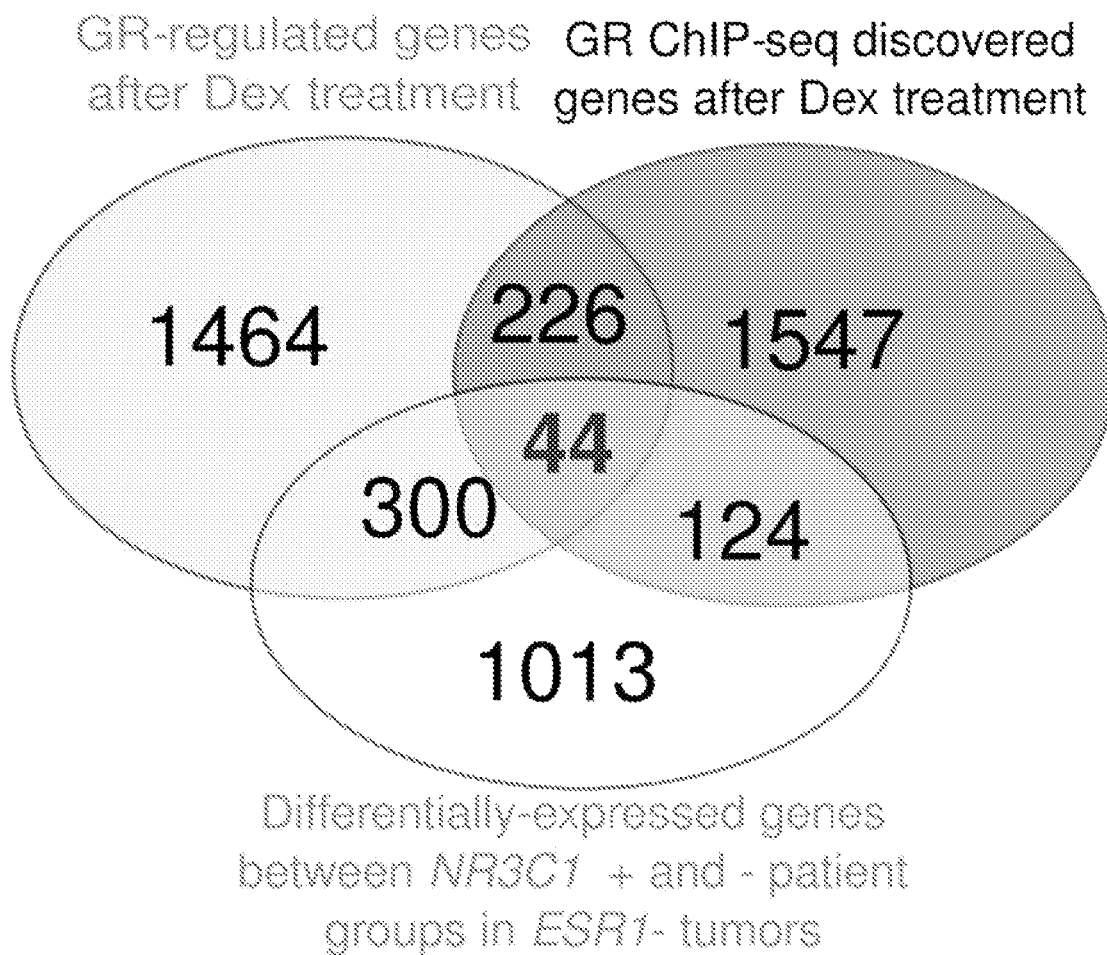 GR-regulated genes
after Dex treatment
GR ChIP-seq discovered
genes after Dex treatment
1464
226
1547
44
300
124
1013
Differentially-expressed genes
between NR3C1 + and - patient
groups in ESR1- tumors